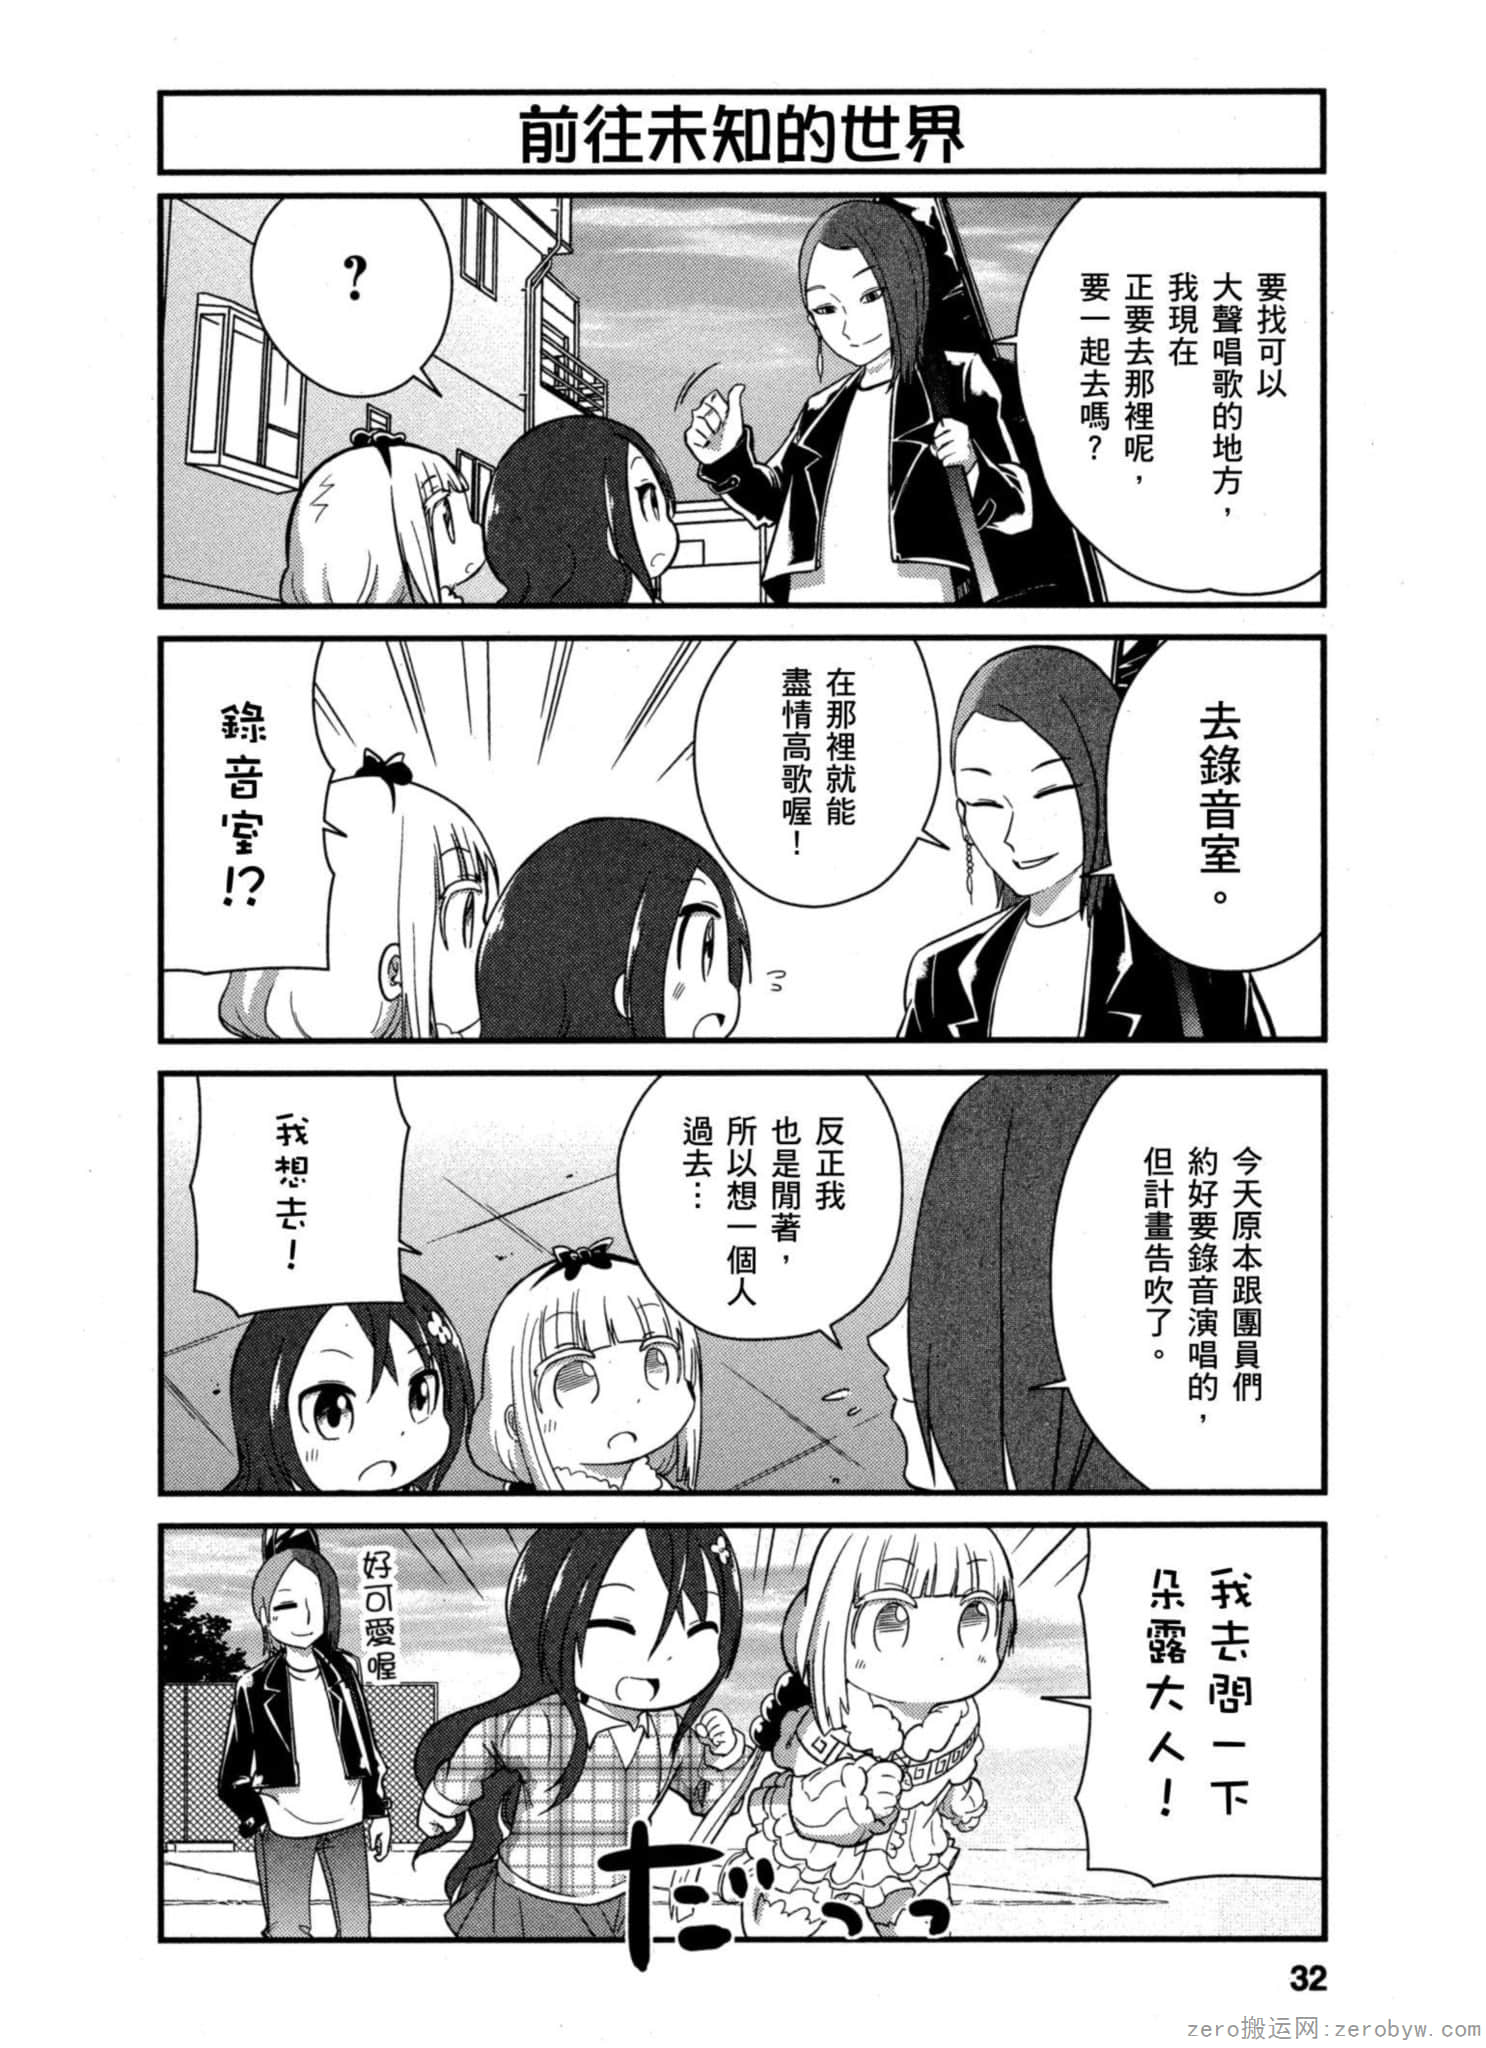 前往未知的世界
要找可以
大聲唱歌的地方，
我現在
正要去那裡呢，
要一起去嗎？
？
去錄音室。
在那裡就能
盡情高歌喔！
錄音室!?
今天原本跟團員們
約好要錄音演唱的，
但計畫告吹了。
反正我
也是閒著，
所以想一個人
過去…
我想去！
我去問一下
朵露大人！
好可愛喔
だだっっ
32
zero搬运网:zerobyw.com